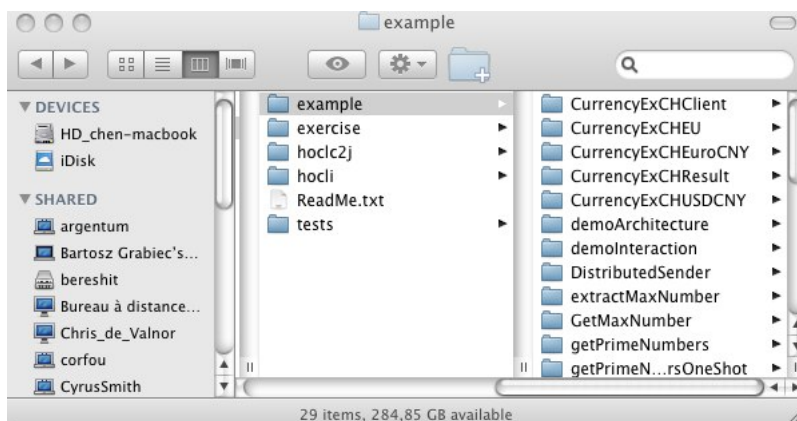 example
DEVICES
HD_chen-macbook
iDisk
SHARED
argentum
Bartosz Grabiec's...
bereshit
Bureau à distance...
Chris_de_Valnor
corfou
CyrusSmith
example
exercise
hoclc2j
hocli
ReadMe.txt
tests
CurrencyExCHClient
CurrencyExCHEU
CurrencyExCHEuroCNY
CurrencyExCHResult
CurrencyExCHUSDCNY
demoArchitecture
demoInteraction
DistributedSender
extractMaxNumber
GetMaxNumber
getPrimeNumbers
getPrimeN...rsOneShot
29 items, 284,85 GB available